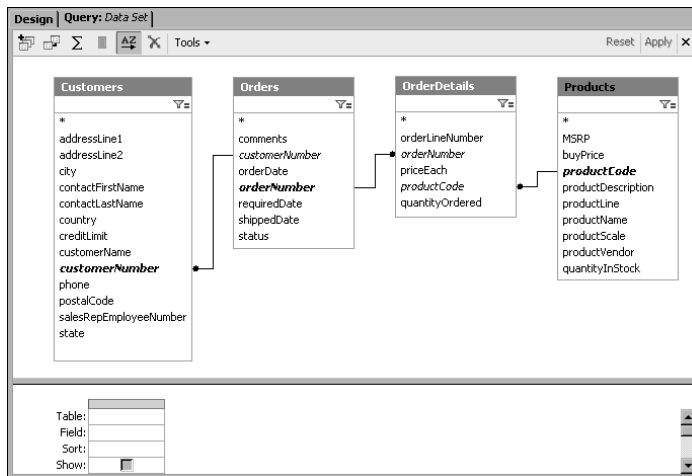 Design Query: Data Set
Tools Reset Apply
Customers
*
addressLine1
addressLine2
city
contactFirstName
contactLastName
country
creditLimit
customerName
customerNumber
phone
postalCode
salesRepEmployeeNumber
state
Orders
*
comments
customerNumber
orderDate
orderNumber
requiredDate
shippedDate
status
OrderDetails
*
orderLineNumber
orderNumber
priceEach
productCode
quantityOrdered
Products
*
MSRP
buyPrice
productCode
productDescription
productLine
productName
productScale
productVendor
quantityInStock
Table:
Field:
Sort:
Show: